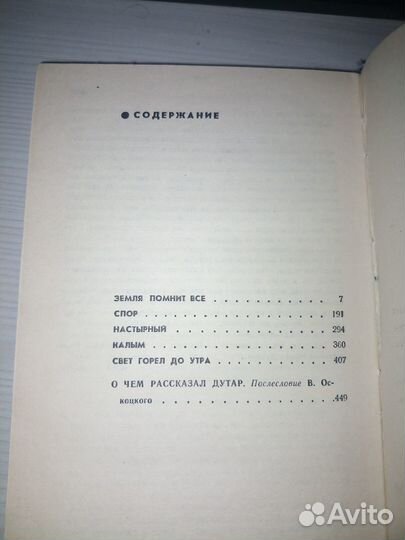 ● СОДЕРЖАНИЕ
ЗЕМЛЯ ПОМНИТ ВСЕ . . . . . . . . . . . 7
СПОР . . . . . . . . . . . . . . . 191
НАСТЫРНЫЙ . . . . . . . . . . . . . 294
КАЛЫМ . . . . . . . . . . . . . . 360
СВЕТ ГОРЕЛ ДО УТРА . . . . . . . . . . 407
О ЧЕМ РАССКАЗАЛ ДУТАР. Послесловие В. Ос-
коцкого . . . . . . . . . . . . . . 449
Avito